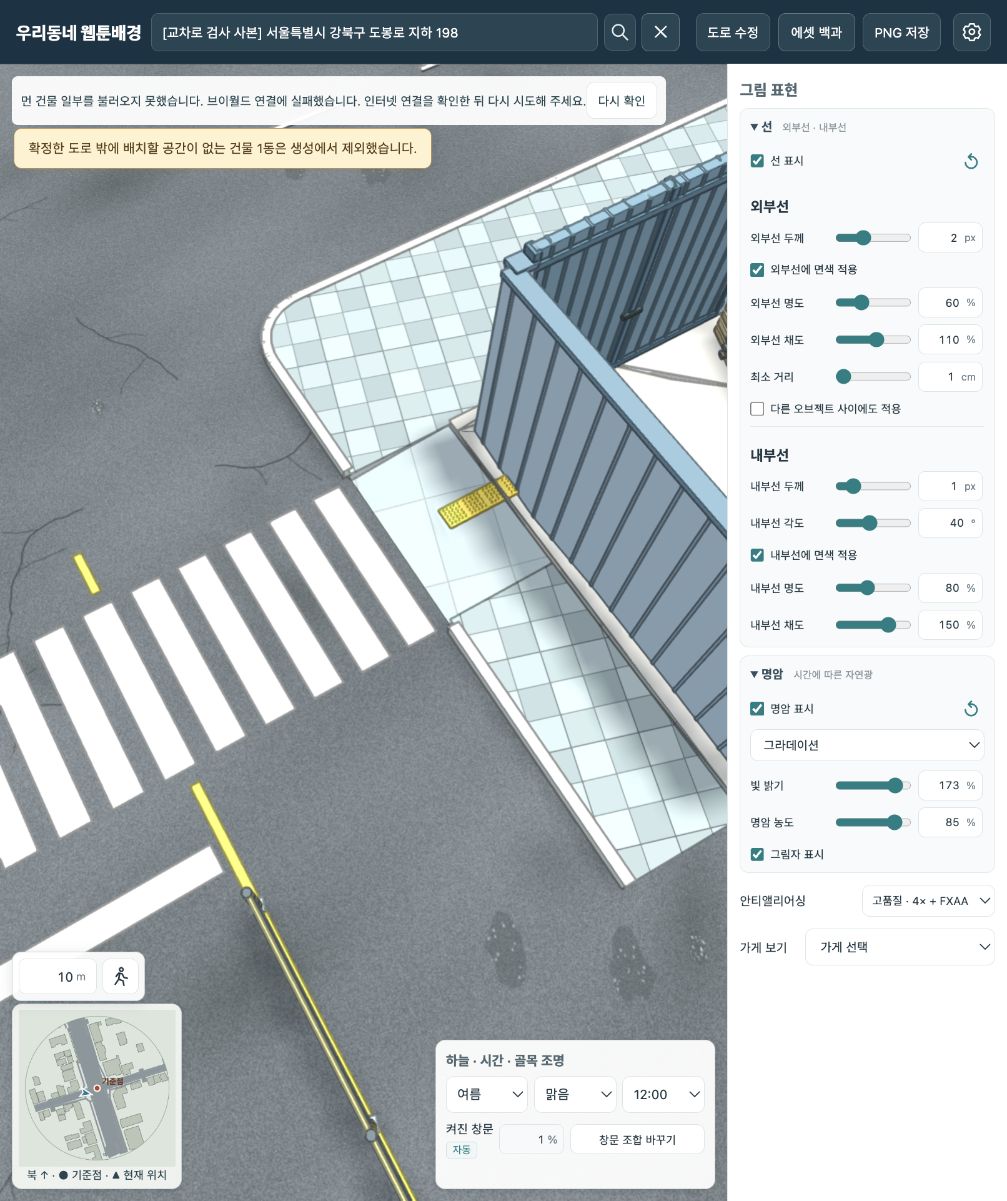 우리동네 웹툰배경
[교차로 검사 사본] 서울특별시 강북구 도봉로 지하 198
도로 수정
에셋 백과
PNG 저장
먼 건물 일부를 불러오지 못했습니다. 브이월드 연결에 실패했습니다. 인터넷 연결을 확인한 뒤 다시 시도해 주세요.
다시 확인
확정한 도로 밖에 배치할 공간이 없는 건물 1동은 생성에서 제외했습니다.
그림 표현
▼선 외부선 · 내부선
선 표시
외부선
외부선 두께 2 px
외부선에 면색 적용
외부선 명도 60 %
외부선 채도 110 %
최소 거리 1 cm
다른 오브젝트 사이에도 적용
내부선
내부선 두께 1 px
내부선 각도 40 °
내부선에 면색 적용
내부선 명도 80 %
내부선 채도 150 %
▼명암 시간에 따른 자연광
명암 표시
그라데이션
빛 밝기 173 %
명암 농도 85 %
그림자 표시
안티앨리어싱 고품질 · 4× + FXAA
가게 보기 가게 선택
10 m
기준점
북 ↑ · ● 기준점 · ▲ 현재 위치
하늘 · 시간 · 골목 조명
여름 맑음 12:00
켜진 창문
자동
1 %
창문 조합 바꾸기